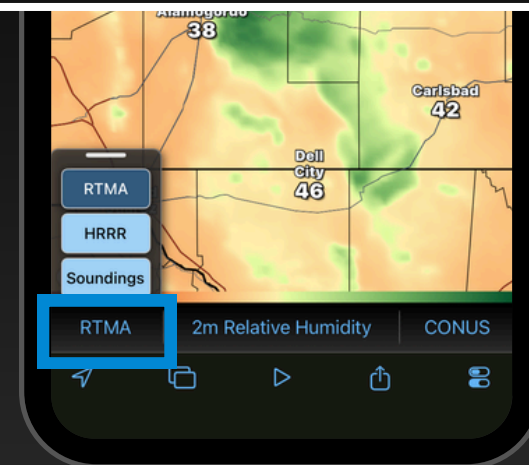 Alamogordo
38
Carlsbad
42
Dell
City
46
RTMA
HRRR
Soundings
RTMA
2m Relative Humidity
CONUS